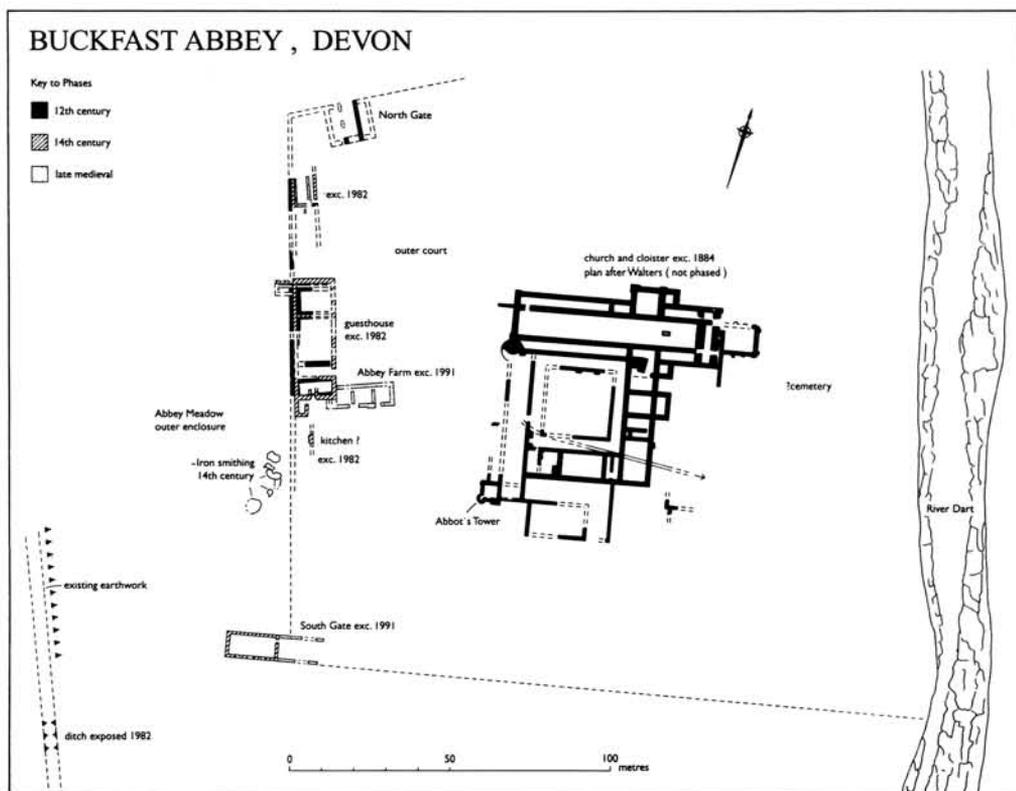 BUCKFAST ABBEY , DEVON
Key to Phases
12th century
14th century
late medieval
North Gate
exc. 1982
outer court
church and cloister exc. 1884
plan after Walters ( not phased )
guesthouse
exc. 1982
Abbey Farm exc. 1991
?cemetery
Abbey Meadow
outer enclosure
kitchen ?
exc. 1982
Iron smithing
14th century
Abbot's Tower
River Dart
existing earthwork
South Gate exc. 1991
ditch exposed 1982
0 50 100
metres